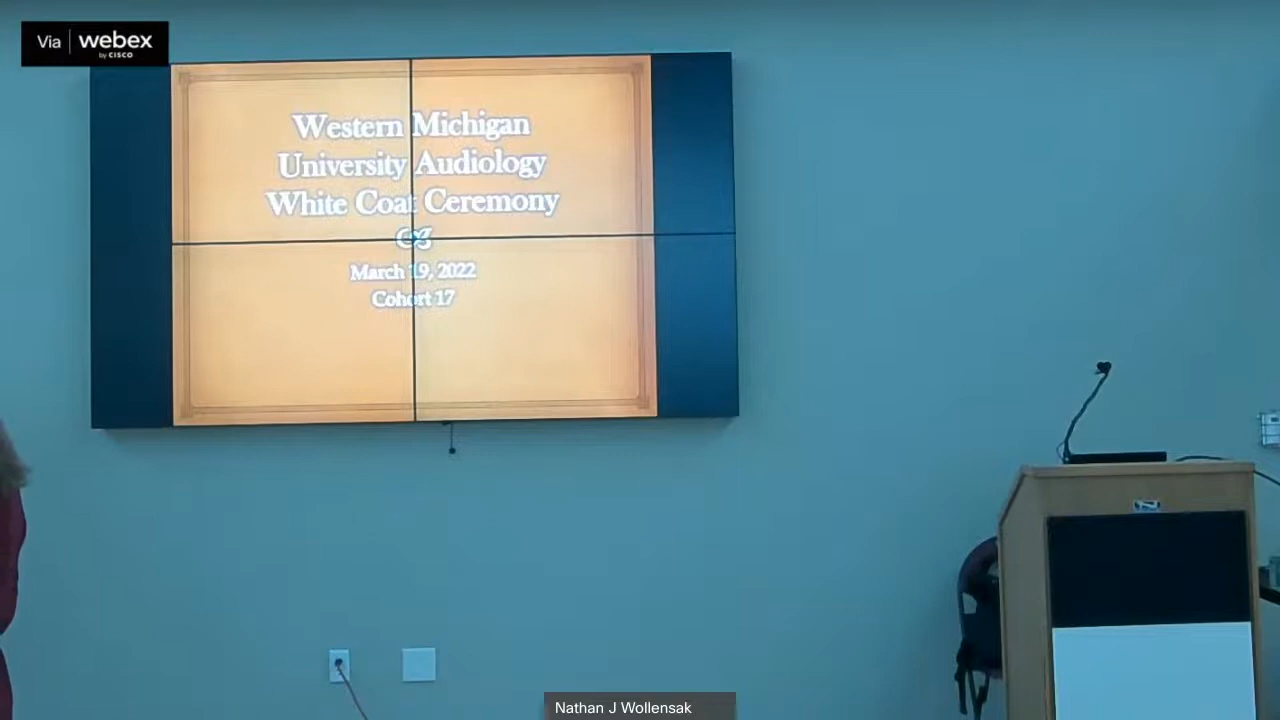 Via | webex
by CISCO
Western Michigan
University Audiology
White Coat Ceremony
March 19, 2022
Cohort 17
Nathan J Wollensak